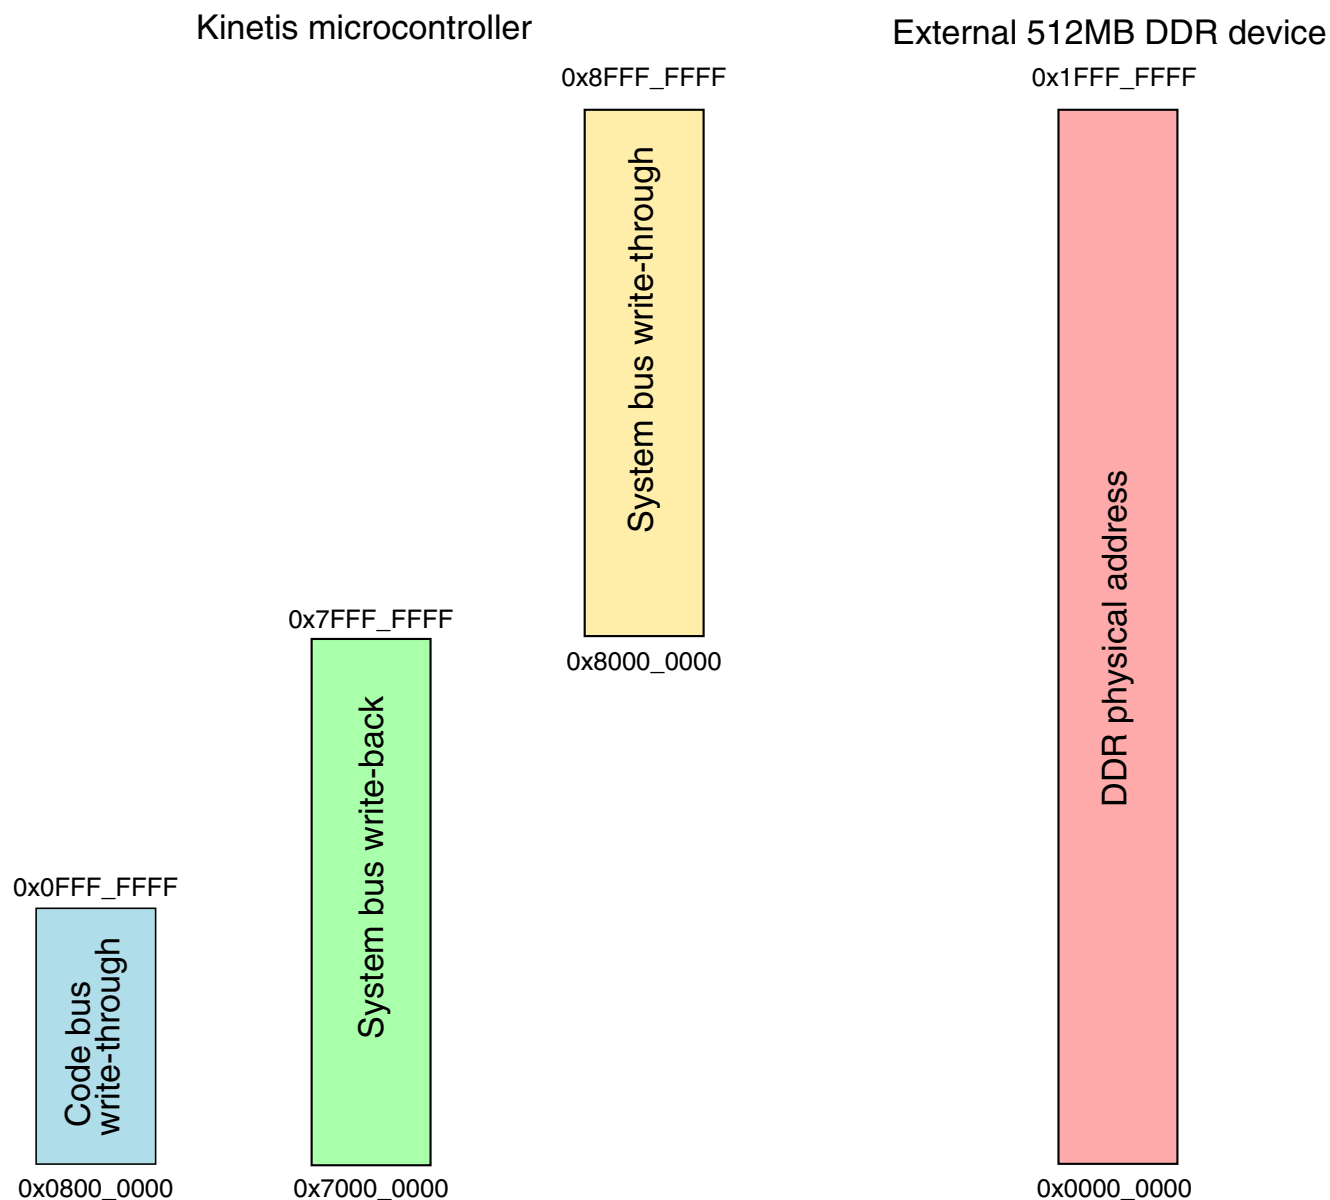 Kinetis microcontroller
External 512MB DDR device
0x8FFF_FFFF
0x1FFF_FFFF
System bus write-through
DDR physical address
0x7FFF_FFFF
0x8000_0000
System bus write-back
0x0FFF_FFFF
Code bus
write-through
0x0800_0000
0x7000_0000
0x0000_0000